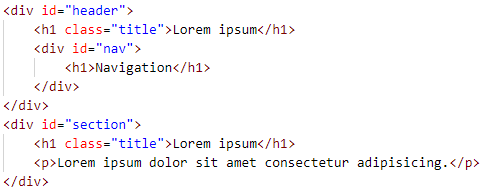 <div id="header">
    <h1 class="title">Lorem ipsum</h1>
    <div id="nav">
        <h1>Navigation</h1>
    </div>
</div>
<div id="section">
    <h1 class="title">Lorem ipsum</h1>
    <p>Lorem ipsum dolor sit amet consectetur adipisicing.</p>
</div>